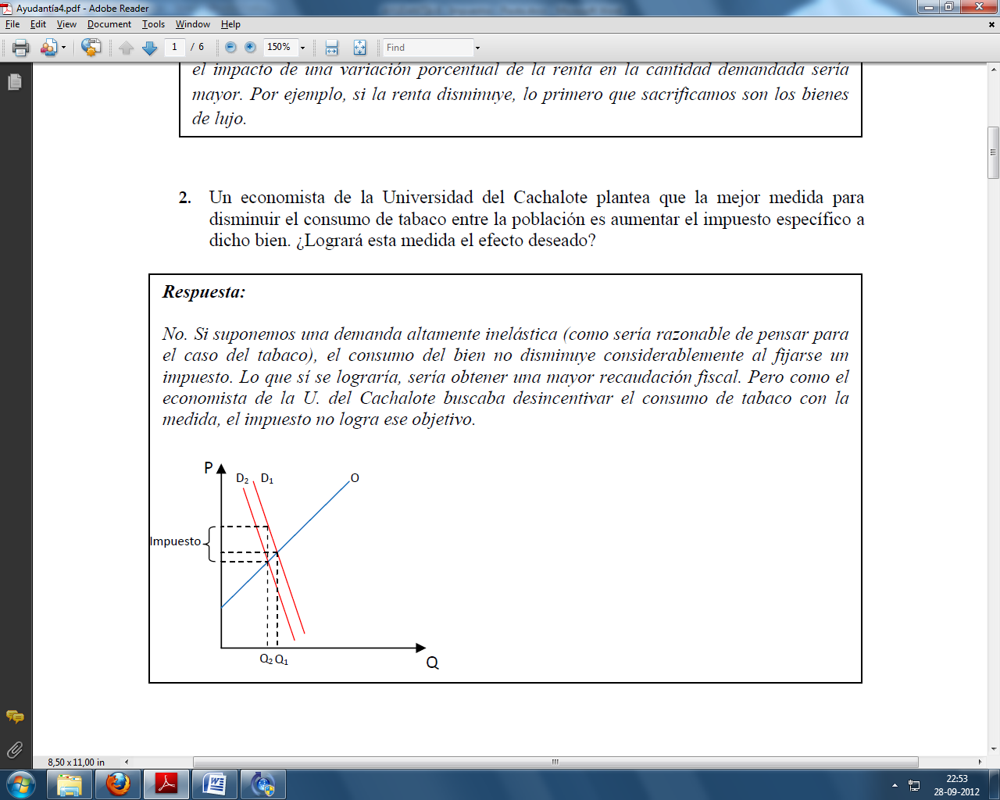 Ayudantía4.pdf - Adobe Reader
File Edit View Document Tools Window Help
1 / 6 150% Find
el impacto de una variación porcentual de la renta en la cantidad demandada sería
mayor. Por ejemplo, si la renta disminuye, lo primero que sacrificamos son los bienes
de lujo.
2. Un economista de la Universidad del Cachalote plantea que la mejor medida para
disminuir el consumo de tabaco entre la población es aumentar el impuesto específico a
dicho bien. ¿Logrará esta medida el efecto deseado?
Respuesta:
No. Si suponemos una demanda altamente inelástica (como sería razonable de pensar para
el caso del tabaco), el consumo del bien no disminuye considerablemente al fijarse un
impuesto. Lo que sí se lograría, sería obtener una mayor recaudación fiscal. Pero como el
economista de la U. del Cachalote buscaba desincentivar el consumo de tabaco con la
medida, el impuesto no logra ese objetivo.
P
D₂ D₁ O
Impuesto
Q₂ Q₁
Q
8,50 x 11,00 in
22:53
28-09-2012